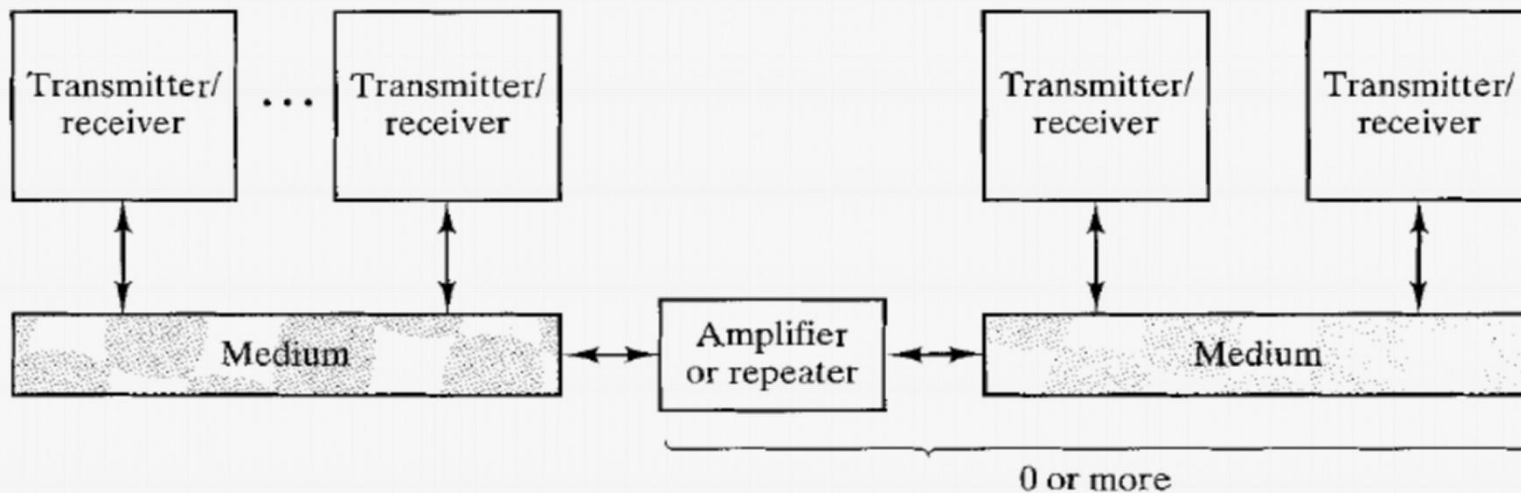 Transmitter/
receiver
...
Transmitter/
receiver
Transmitter/
receiver
Transmitter/
receiver
Medium
Amplifier
or repeater
Medium
0 or more